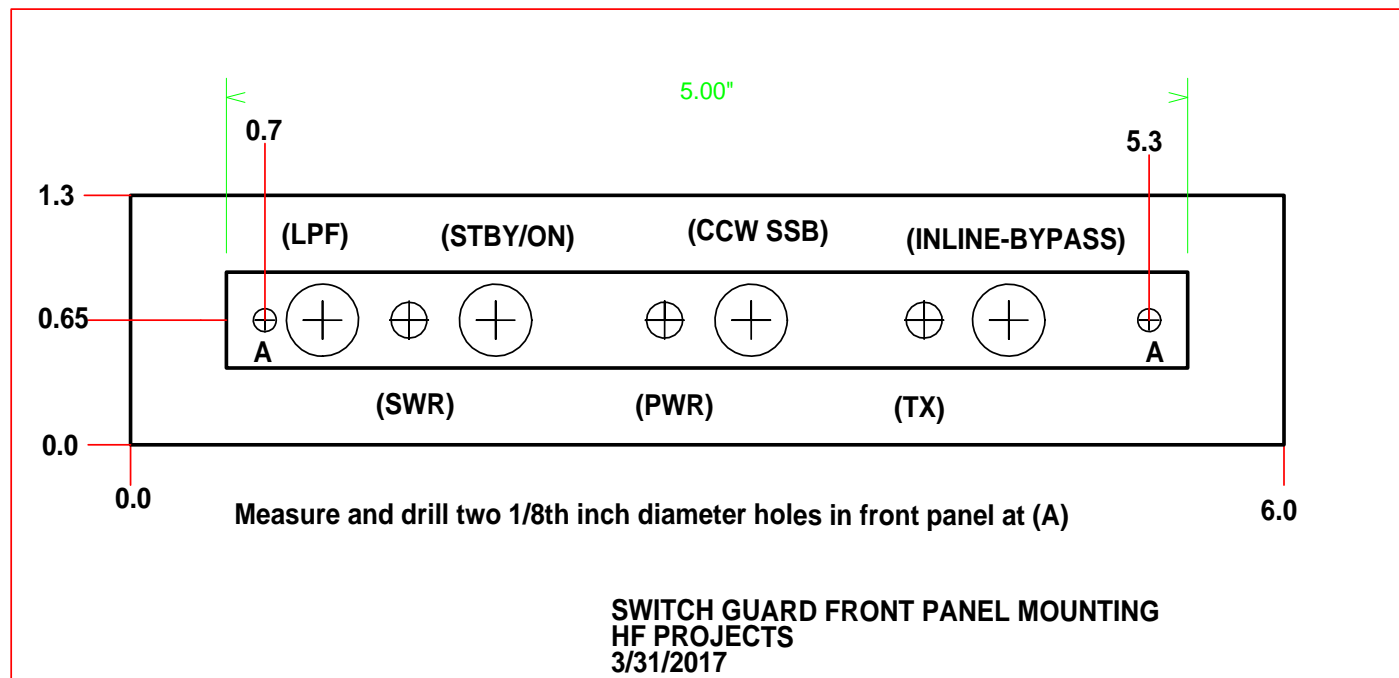 5.00"
0.7
5.3
1.3
(LPF)
(STBY/ON)
(CCW SSB)
(INLINE-BYPASS)
0.65
A
A
(SWR)
(PWR)
(TX)
0.0
0.0
6.0
Measure and drill two 1/8th inch diameter holes in front panel at (A)
SWITCH GUARD FRONT PANEL MOUNTING
HF PROJECTS
3/31/2017